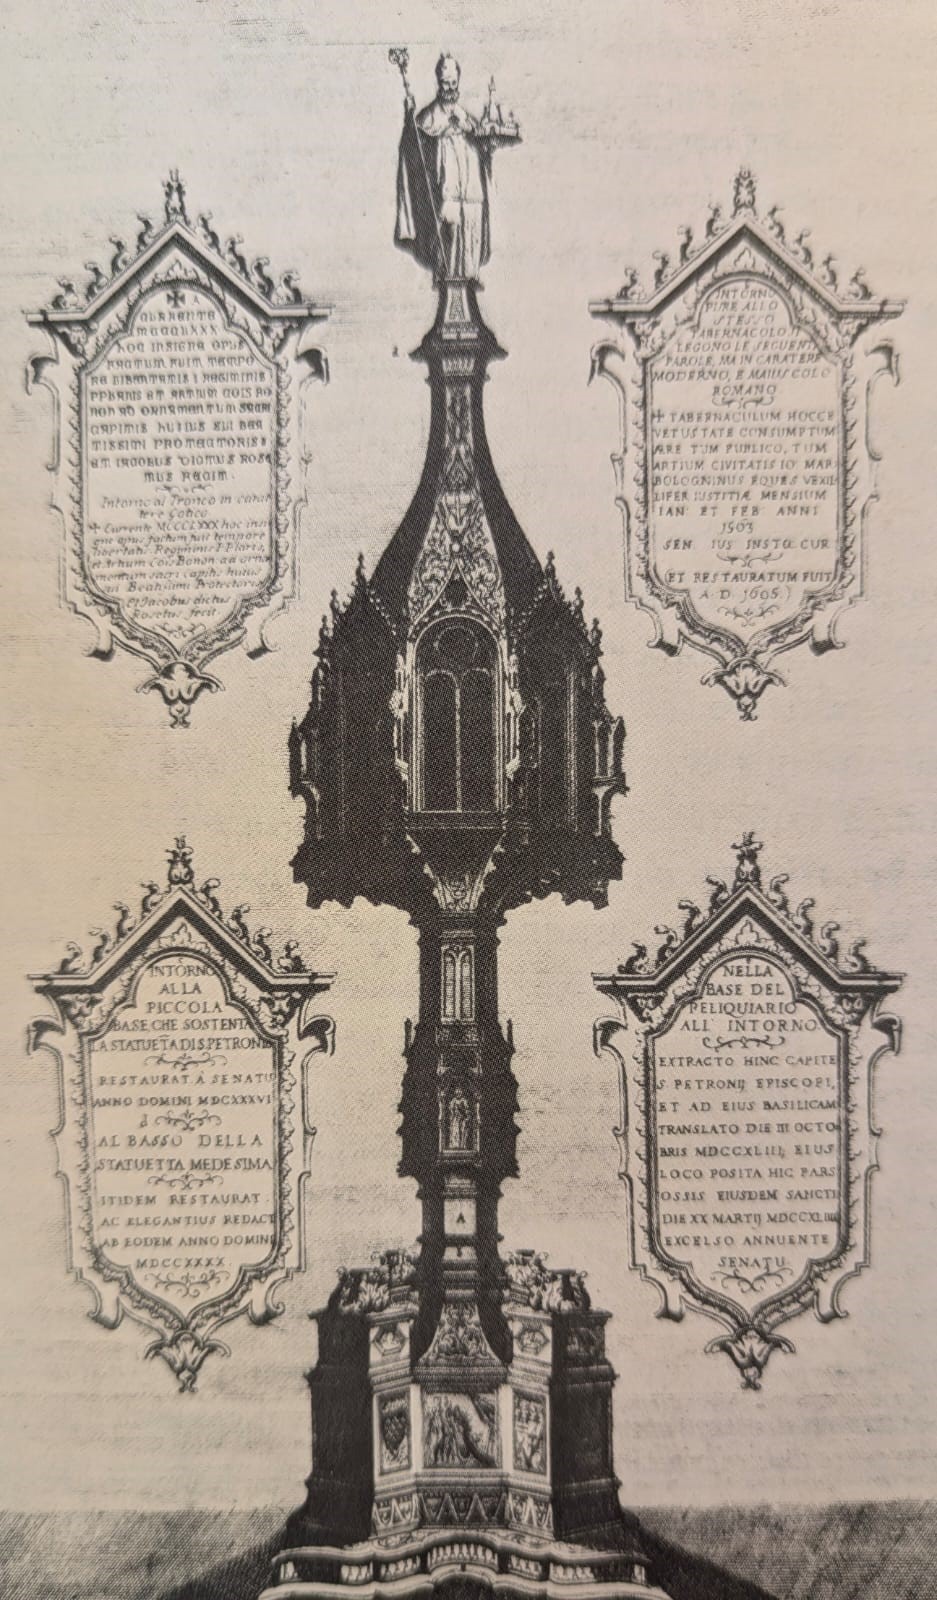 ✠ A
CURRENTE
MCCCLXXX
HOC INSIGNE OPUS
FACTUM FUIT TEMPO
RE LIBERTATIS I REGIMINIS
PPLARIS ET ARTIUM COIS BO
NON AD ORNAMENTUM SACRI
CAPITIS HUIUS SUI BEA
TISSIMI PROTECTORIS
ET IACOBUS DICTUS ROSE
TUS FECIT.
Intorno al Tronco in carat
tere Gotico
✠ Currente MCCCLXXX hoc insi
gne opus factum fuit tempore
libertatis Regiminis P Plaris,
et Artium Cois Bonon ad orna
mentum sacri capitis huius
sui Beatissimi Protectoris
Et Jacobus dictus
Rosetus fecit.
INTORNO
PURE ALLO
STESSO
TABERNACOLO SI
LEGONO LE SEGUENTI
PAROLE, MA IN CARATERE
MODERNO, E MAIUSCOLO
ROMANO
✠ TABERNACULUM HOCCE
VETUSTATE CONSUMPTUM
ÆRE TUM PUBLICO, TUM
ARTIUM CIVITATIS IO MAR
BOLOGNINUS EQUES VEXIL
LIFER IUSTITIÆ MENSIUM
IAN ET FEB ANNI
1503
SEN IUS INSTO CUR
ET RESTAURATUM FUIT
A. D. 1605.)
INTORNO
ALLA
PICCOLA
BASE CHE SOSTENTA
LA STATUETA DI S. PETRONIO
RESTAURAT. A SENATU
ANNO DOMINI MDCXXXVI
AL BASSO DELLA
STATUETTA MEDESIMA
ITIDEM RESTAURAT.
AC ELEGANTIUS REDACT
AB EODEM ANNO DOMINI
MDCCXXXX.
NELLA
BASE DEL
RELIQUIARIO
ALL' INTORNO
EXTRACTO HINC CAPITE
S. PETRONIJ EPISCOPI,
ET AD EIUS BASILICAM
TRANSLATO DIE III OCTO
BRIS MDCCXLIII, EIUS
LOCO POSITA HIC PARS
OSSIS EIUSDEM SANCTI
DIE XX MARTIJ MDCCXLIIII
EXCELSO ANNUENTE
SENATU
A